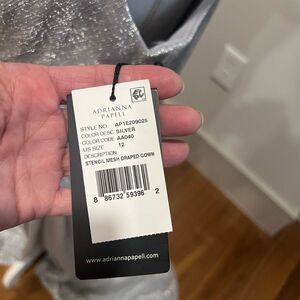 ADRIANNA
PAPELL
STYLE NO. AP1E209025
COLOR DESC SILVER
COLOR CODE AA040
US SIZE 12
DESCRIPTION
STENCIL MESH DRAPED GOWN
8 86732 59396 2
www.adriannapapell.com